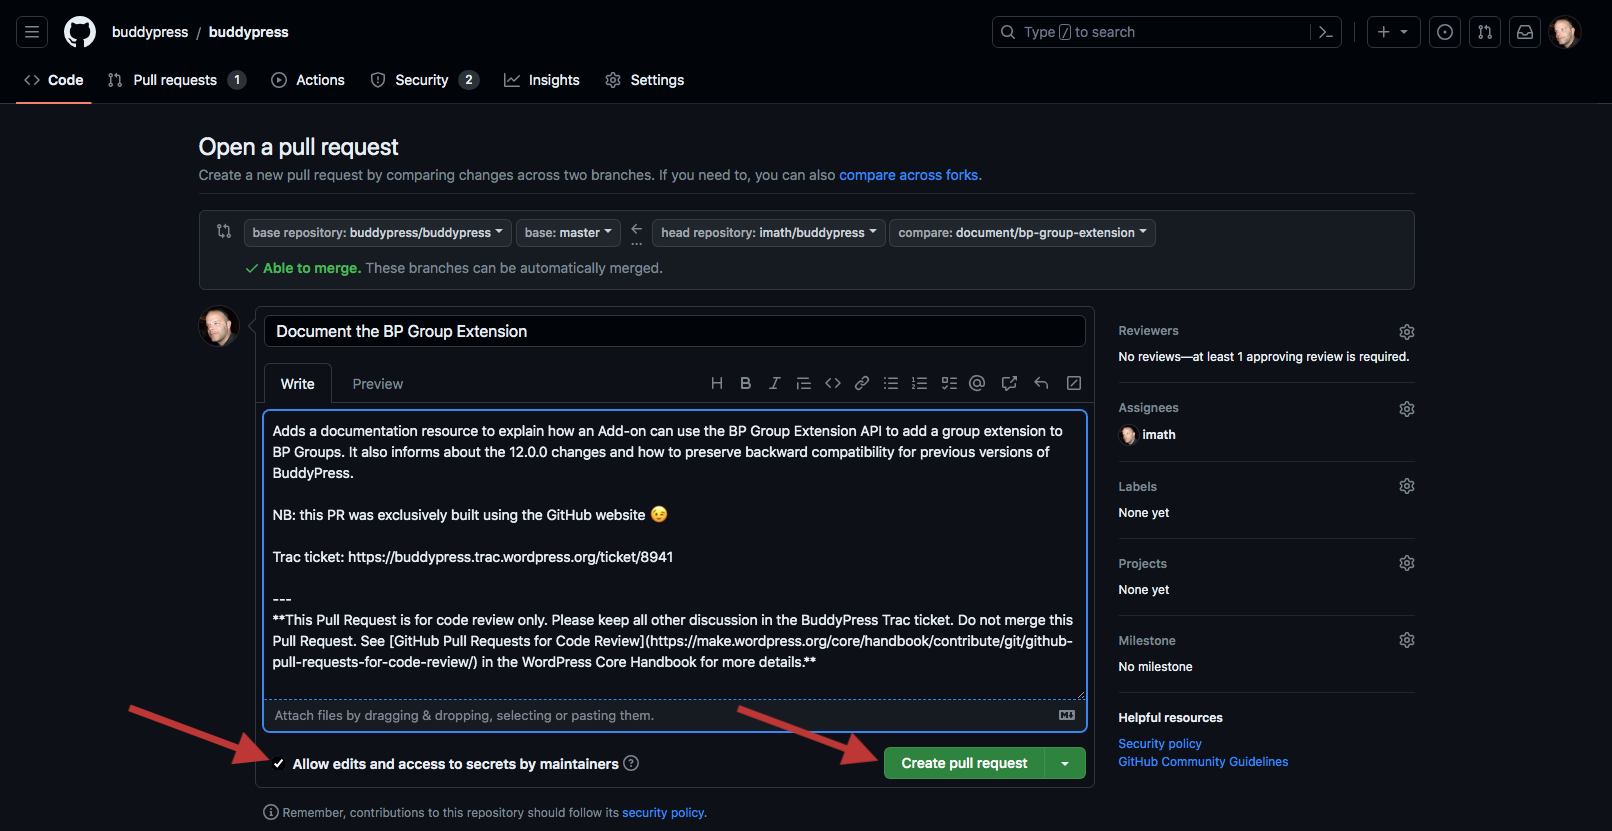 buddypress / buddypress
Type / to search
Code
Pull requests 1
Actions
Security 2
Insights
Settings
Open a pull request
Create a new pull request by comparing changes across two branches. If you need to, you can also compare across forks.
base repository: buddypress/buddypress
base: master
...
head repository: imath/buddypress
compare: document/bp-group-extension
Able to merge. These branches can be automatically merged.
Document the BP Group Extension
Write
Preview
Adds a documentation resource to explain how an Add-on can use the BP Group Extension API to add a group extension to
BP Groups. It also informs about the 12.0.0 changes and how to preserve backward compatibility for previous versions of
BuddyPress.
NB: this PR was exclusively built using the GitHub website 😉
Trac ticket: https://buddypress.trac.wordpress.org/ticket/8941
---
**This Pull Request is for code review only. Please keep all other discussion in the BuddyPress Trac ticket. Do not merge this
Pull Request. See [GitHub Pull Requests for Code Review](https://make.wordpress.org/core/handbook/contribute/git/github-
pull-requests-for-code-review/) in the WordPress Core Handbook for more details.**
Attach files by dragging & dropping, selecting or pasting them.
Allow edits and access to secrets by maintainers
Create pull request
Remember, contributions to this repository should follow its security policy.
Reviewers
No reviews—at least 1 approving review is required.
Assignees
imath
Labels
None yet
Projects
None yet
Milestone
No milestone
Helpful resources
Security policy
GitHub Community Guidelines